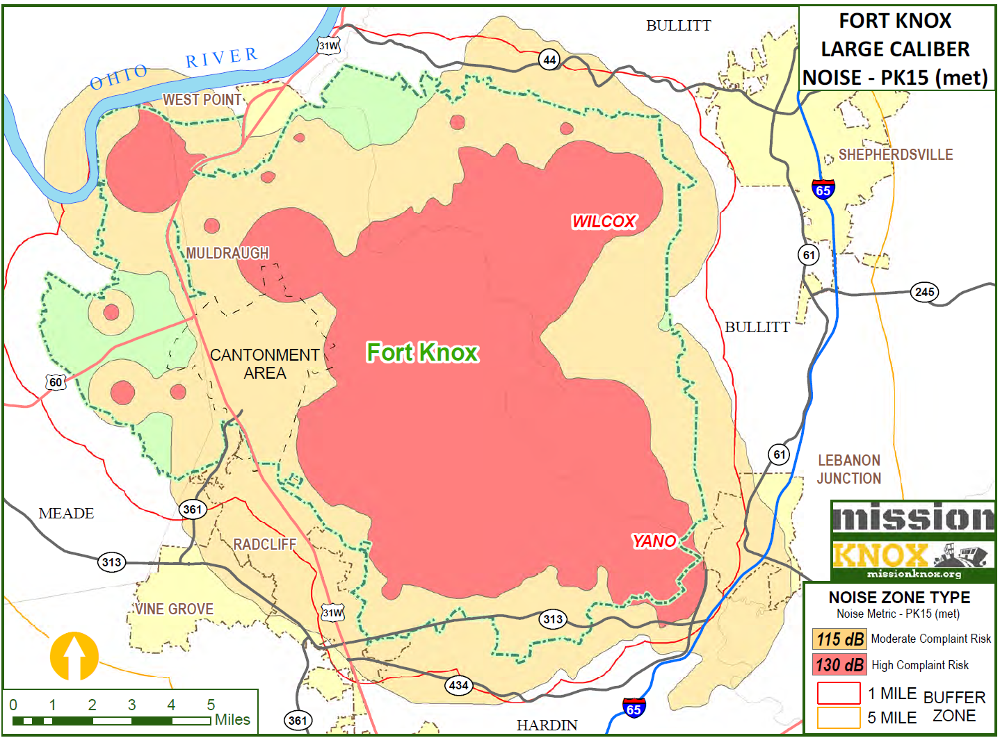 FORT KNOX
LARGE CALIBER
NOISE - PK15 (met)
BULLITT
31W
44
OHIO RIVER
WEST POINT
SHEPHERDSVILLE
65
WILCOX
MULDRAUGH
61
245
BULLITT
Fort Knox
CANTONMENT
AREA
60
61
LEBANON
JUNCTION
MEADE
361
mission
KNOX
missionknox.org
RADCLIFF
YANO
313
VINE GROVE
31W
313
434
65
361
HARDIN
NOISE ZONE TYPE
Noise Metric - PK15 (met)
115 dB Moderate Complaint Risk
130 dB High Complaint Risk
1 MILE BUFFER
5 MILE ZONE
0 1 2 3 4 5
Miles